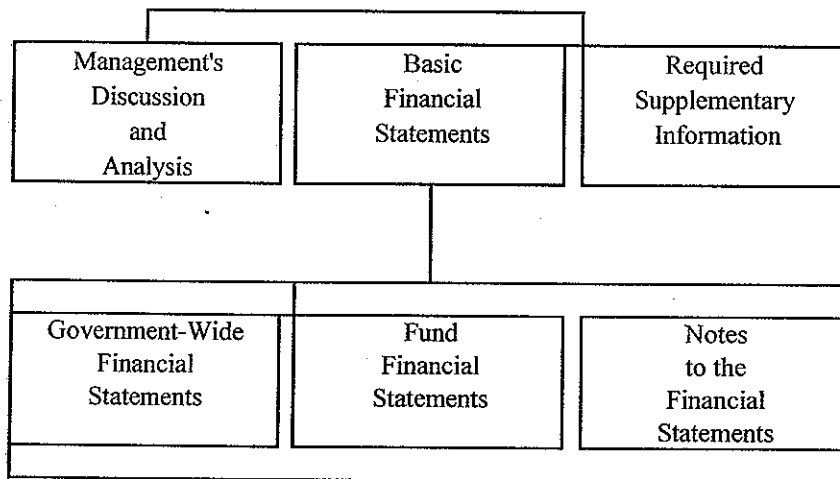 Management's
Discussion
and
Analysis
Basic
Financial
Statements
Required
Supplementary
Information
Government-Wide
Financial
Statements
Fund
Financial
Statements
Notes
to the
Financial
Statements